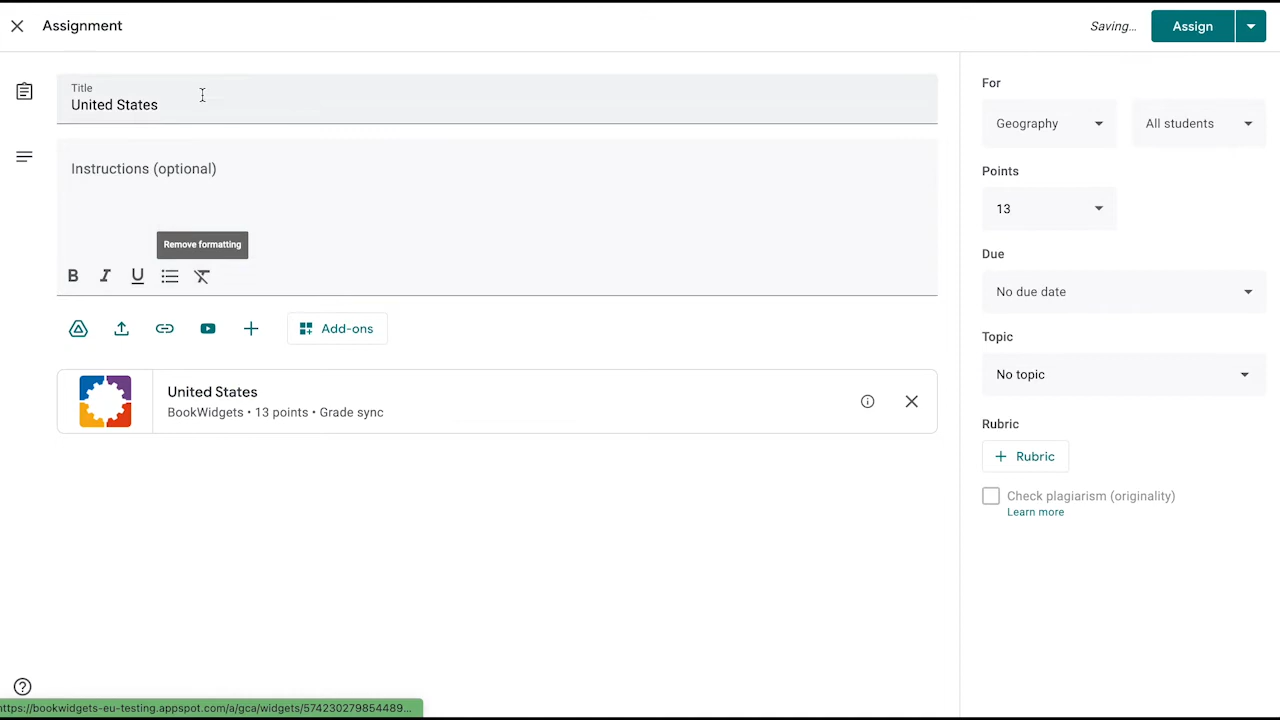 Assignment
Saving...
Assign
Title
United States
Instructions (optional)
Remove formatting
B I U
Add-ons
United States
BookWidgets • 13 points • Grade sync
For
Geography
All students
Points
13
Due
No due date
Topic
No topic
Rubric
Rubric
Check plagiarism (originality)
Learn more
https://bookwidgets-eu-testing.appspot.com/a/gca/widgets/574230279854489...